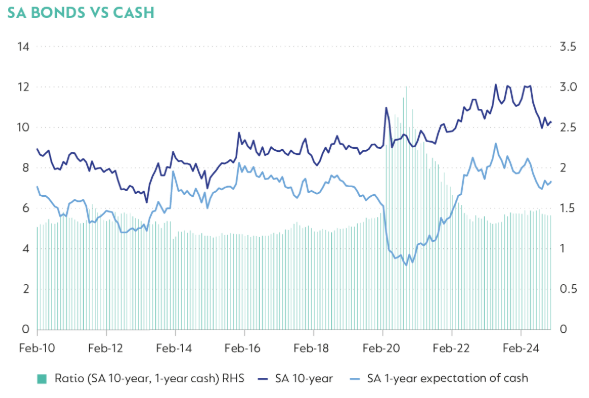 SA BONDS VS CASH
14 3.5
12 3.0
10 2.5
8 2
6 1.5
4 1
2 0.5
0 0
Feb-10 Feb-12 Feb-14 Feb-16 Feb-18 Feb-20 Feb-22 Feb-24
Ratio (SA 10-year, 1-year cash) RHS SA 10-year SA 1-year expectation of cash